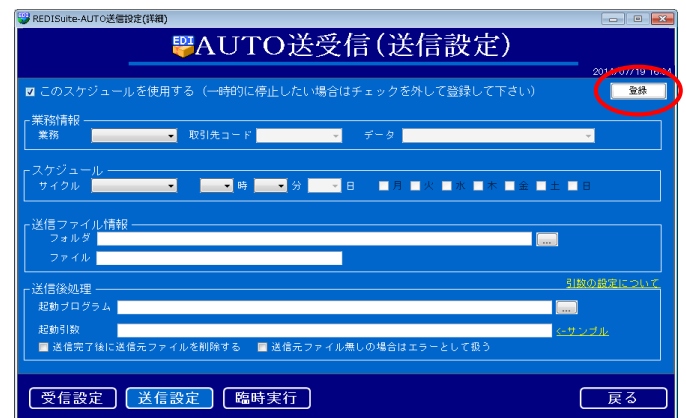 EDI REDISuite-AUTO送信設定(詳細)
EDI AUTO送受信(送信設定)
2014/07/19 16:04
このスケジュールを使用する（一時的に停止したい場合はチェックを外して登録して下さい） 登録
業務情報
業務 取引先コード データ
スケジュール
サイクル 時 分 日 月 火 水 木 金 土 日
送信ファイル情報
フォルダ ...
ファイル
送信後処理 引数の設定について
起動プログラム ...
起動引数 <-サンプル
送信完了後に送信元ファイルを削除する 送信元ファイル無しの場合はエラーとして扱う
受信設定 送信設定 臨時実行 戻る